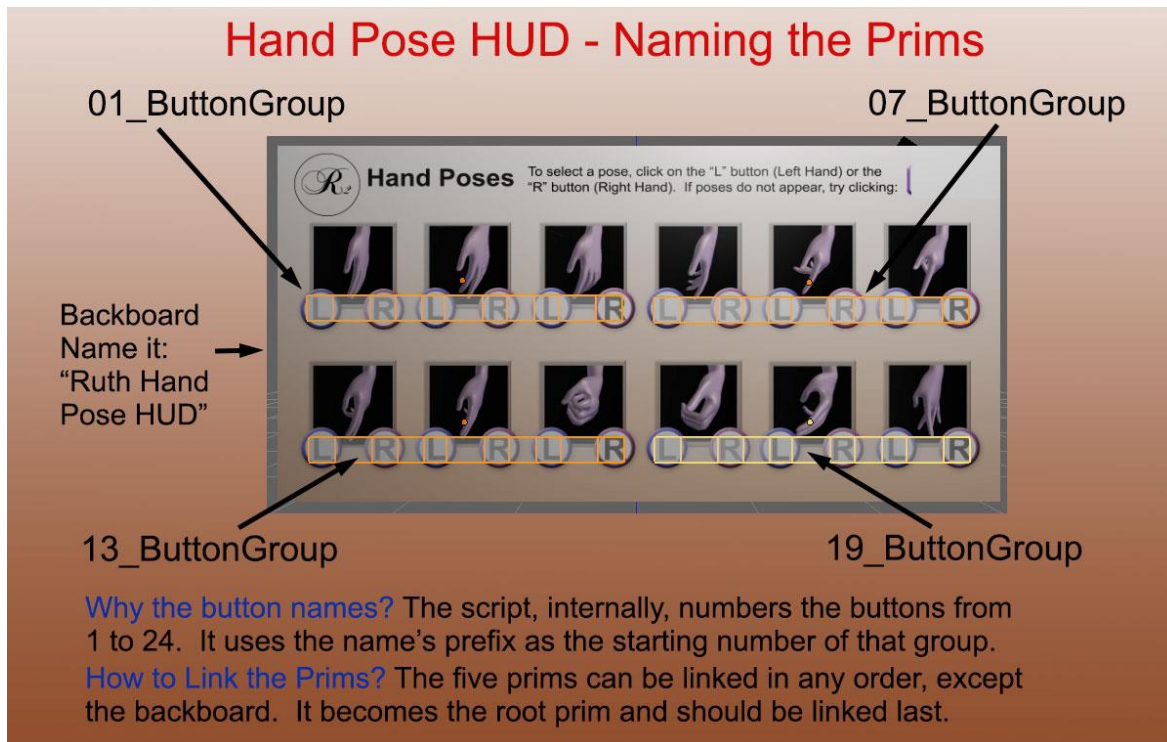 Hand Pose HUD - Naming the Prims
01_ButtonGroup
07_ButtonGroup
R2
Hand Poses
To select a pose, click on the “L” button (Left Hand) or the
“R” button (Right Hand).  If poses do not appear, try clicking:
L R L R L R L R L R L R
Backboard
Name it:
“Ruth Hand
Pose HUD”
L R L R L R L R L R L R
13_ButtonGroup
19_ButtonGroup
Why the button names? The script, internally, numbers the buttons from
1 to 24.  It uses the name’s prefix as the starting number of that group.
How to Link the Prims? The five prims can be linked in any order, except
the backboard.  It becomes the root prim and should be linked last.